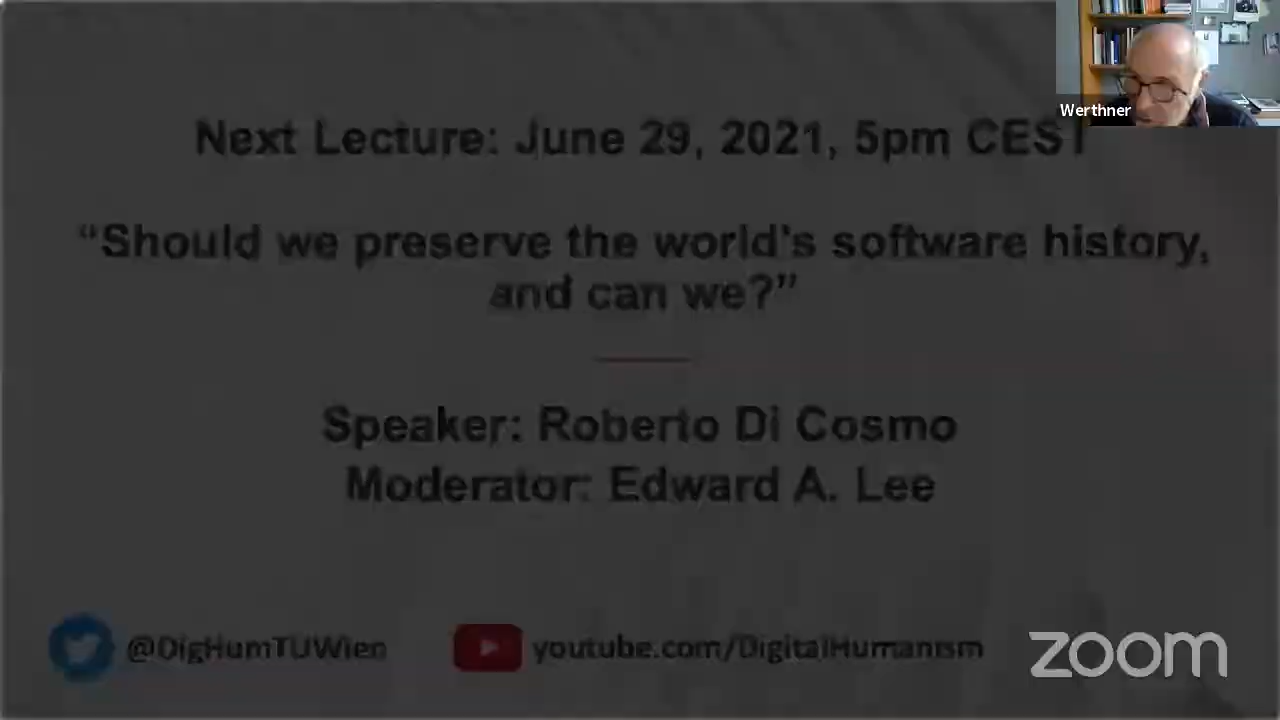 Werthner
Next Lecture: June 29, 2021, 5pm CEST
“Should we preserve the world's software history,
and can we?”
Speaker: Roberto Di Cosmo
Moderator: Edward A. Lee
@DigHumTUWien
youtube.com/DigitalHumanism
zoom